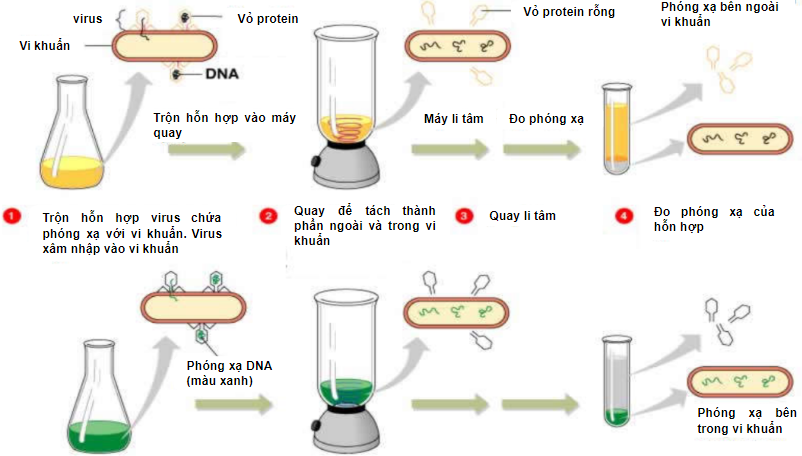 virus
Vỏ protein
Vi khuẩn
DNA
Trộn hỗn hợp vào máy
quay
Vỏ protein rỗng
Máy li tâm
Đo phóng xạ
Phóng xạ bên ngoài
vi khuẩn
1
Trộn hỗn hợp virus chứa
phóng xạ với vi khuẩn. Virus
xâm nhập vào vi khuẩn
2
Quay để tách thành
phần ngoài và trong vi
khuẩn
3
Quay li tâm
4
Đo phóng xạ của
hỗn hợp
Phóng xạ DNA
(màu xanh)
Phóng xạ bên
trong vi khuẩn